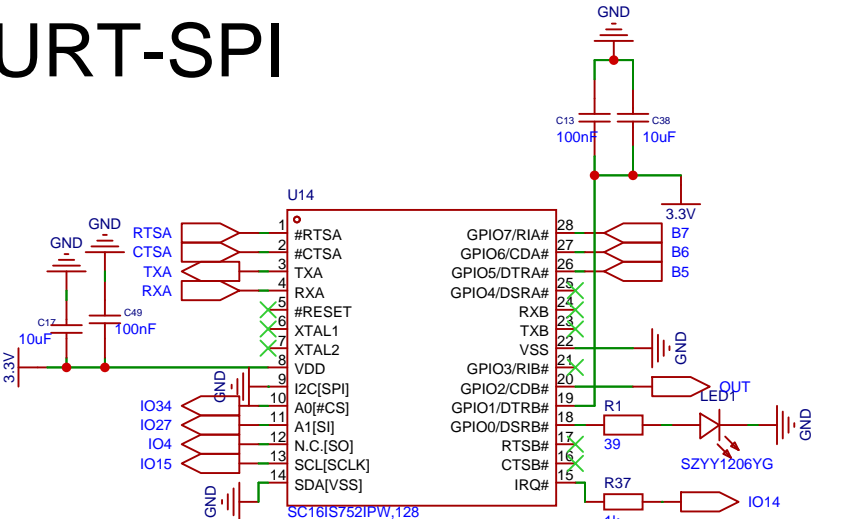 URT-SPI
GND
C13
100nF
C38
10uF
3.3V
U14
GND
GND
C17
10uF
C49
100nF
3.3V
RTSA
CTSA
TXA
RXA
1 #RTSA
2 #CTSA
3 TXA
4 RXA
5 #RESET
6 XTAL1
7 XTAL2
8 VDD
9 I2C[SPI]
10 A0[#CS]
11 A1[SI]
12 N.C.[SO]
13 SCL[SCLK]
14 SDA[VSS]
GPIO7/RIA# 28
GPIO6/CDA# 27
GPIO5/DTRA# 26
GPIO4/DSRA# 25
RXB 24
TXB 23
VSS 22
GPIO3/RIB# 21
GPIO2/CDB# 20
GPIO1/DTRB# 19
GPIO0/DSRB# 18
RTSB# 17
CTSB# 16
IRQ# 15
B7
B6
B5
GND
OUT
LED1
R1
39
GND
SZYY1206YG
R37
1k
IO14
GND
IO34
IO27
IO4
IO15
GND
SC16IS752IPW,128